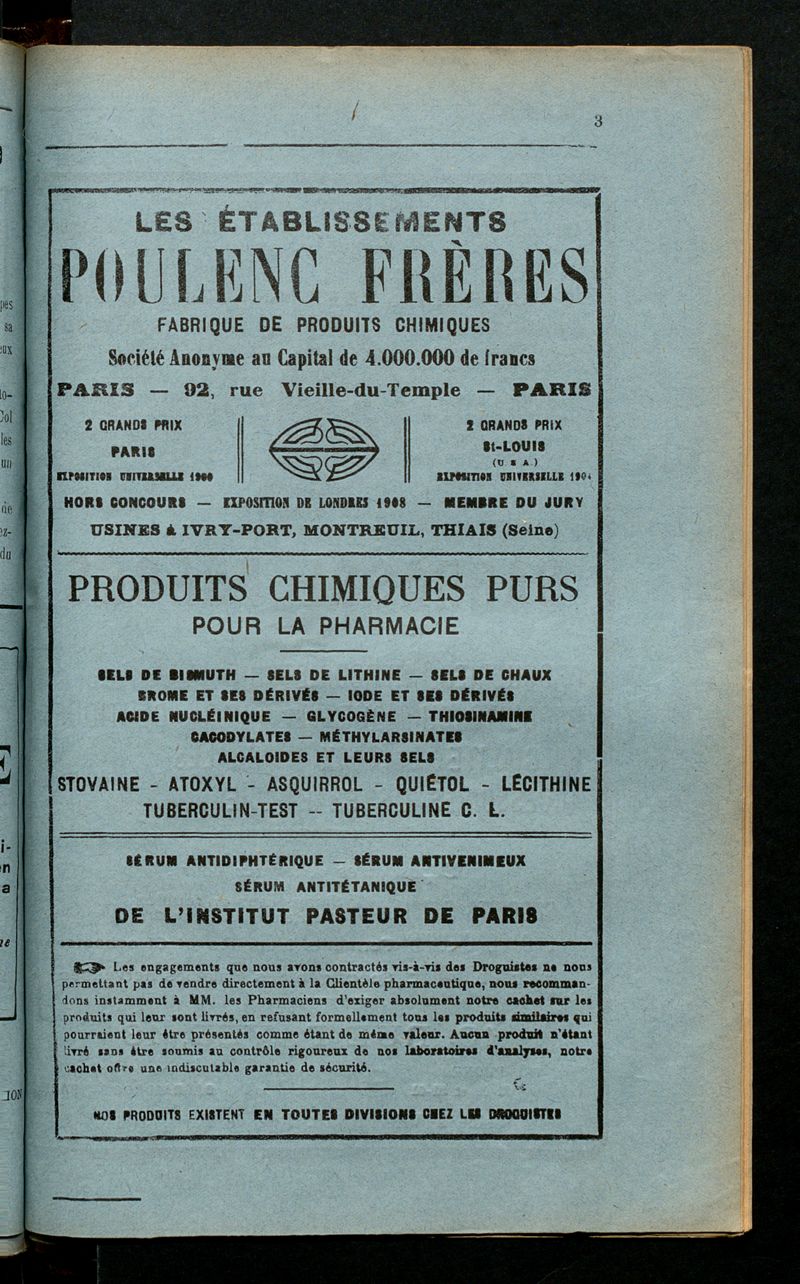 3
LES ÉTABLISSEMENTS
POULENC FRÈRES
FABRIQUE DE PRODUITS CHIMIQUES
Société Anonyme au Capital de 4.000.000 de francs
PARIS — 92, rue Vieille-du-Temple — PARIS
2 GRANDS PRIX
PARIS
EXPOSITION UNIVERSELLE 1900
2 GRANDS PRIX
St-LOUIS
(U S A)
EXPOSITION UNIVERSELLE 1904
HORS CONCOURS — EXPOSITION DE LONDRES 1908 — MEMBRE DU JURY
USINES à IVRY-PORT, MONTREUIL, THIAIS (Seine)
PRODUITS CHIMIQUES PURS
POUR LA PHARMACIE
SELS DE BISMUTH — SELS DE LITHINE — SELS DE CHAUX
BROME ET SES DÉRIVÉS — IODE ET SES DÉRIVÉS
ACIDE NUCLÉINIQUE — GLYCOGÈNE — THIOSINAMINE
CACODYLATES — MÉTHYLARSINATES
ALCALOIDES ET LEURS SELS
STOVAINE - ATOXYL - ASQUIRROL - QUIÉTOL - LÉCITHINE
TUBERCULIN-TEST -- TUBERCULINE C. L.
SÉRUM ANTIDIPHTÉRIQUE — SÉRUM ANTIVENIMEUX
SÉRUM ANTITÉTANIQUE
DE L'INSTITUT PASTEUR DE PARIS
Les engagements que nous avons contractés vis-à-vis des Droguistes ne nous
permettant pas de vendre directement à la Clientèle pharmaceutique, nous recomman-
dons instamment à MM. les Pharmaciens d'exiger absolument notre cachet sur les
produits qui leur sont livrés, en refusant formellement tous les produits similaires qui
pourraient leur être présentés comme étant de même valeur. Aucun produit n'étant
livré sans être soumis au contrôle rigoureux de nos laboratoires d'analyses, notre
cachet offre une indiscutable garantie de sécurité.
NOS PRODUITS EXISTENT EN TOUTES DIVISIONS CHEZ LES DROGUISTES